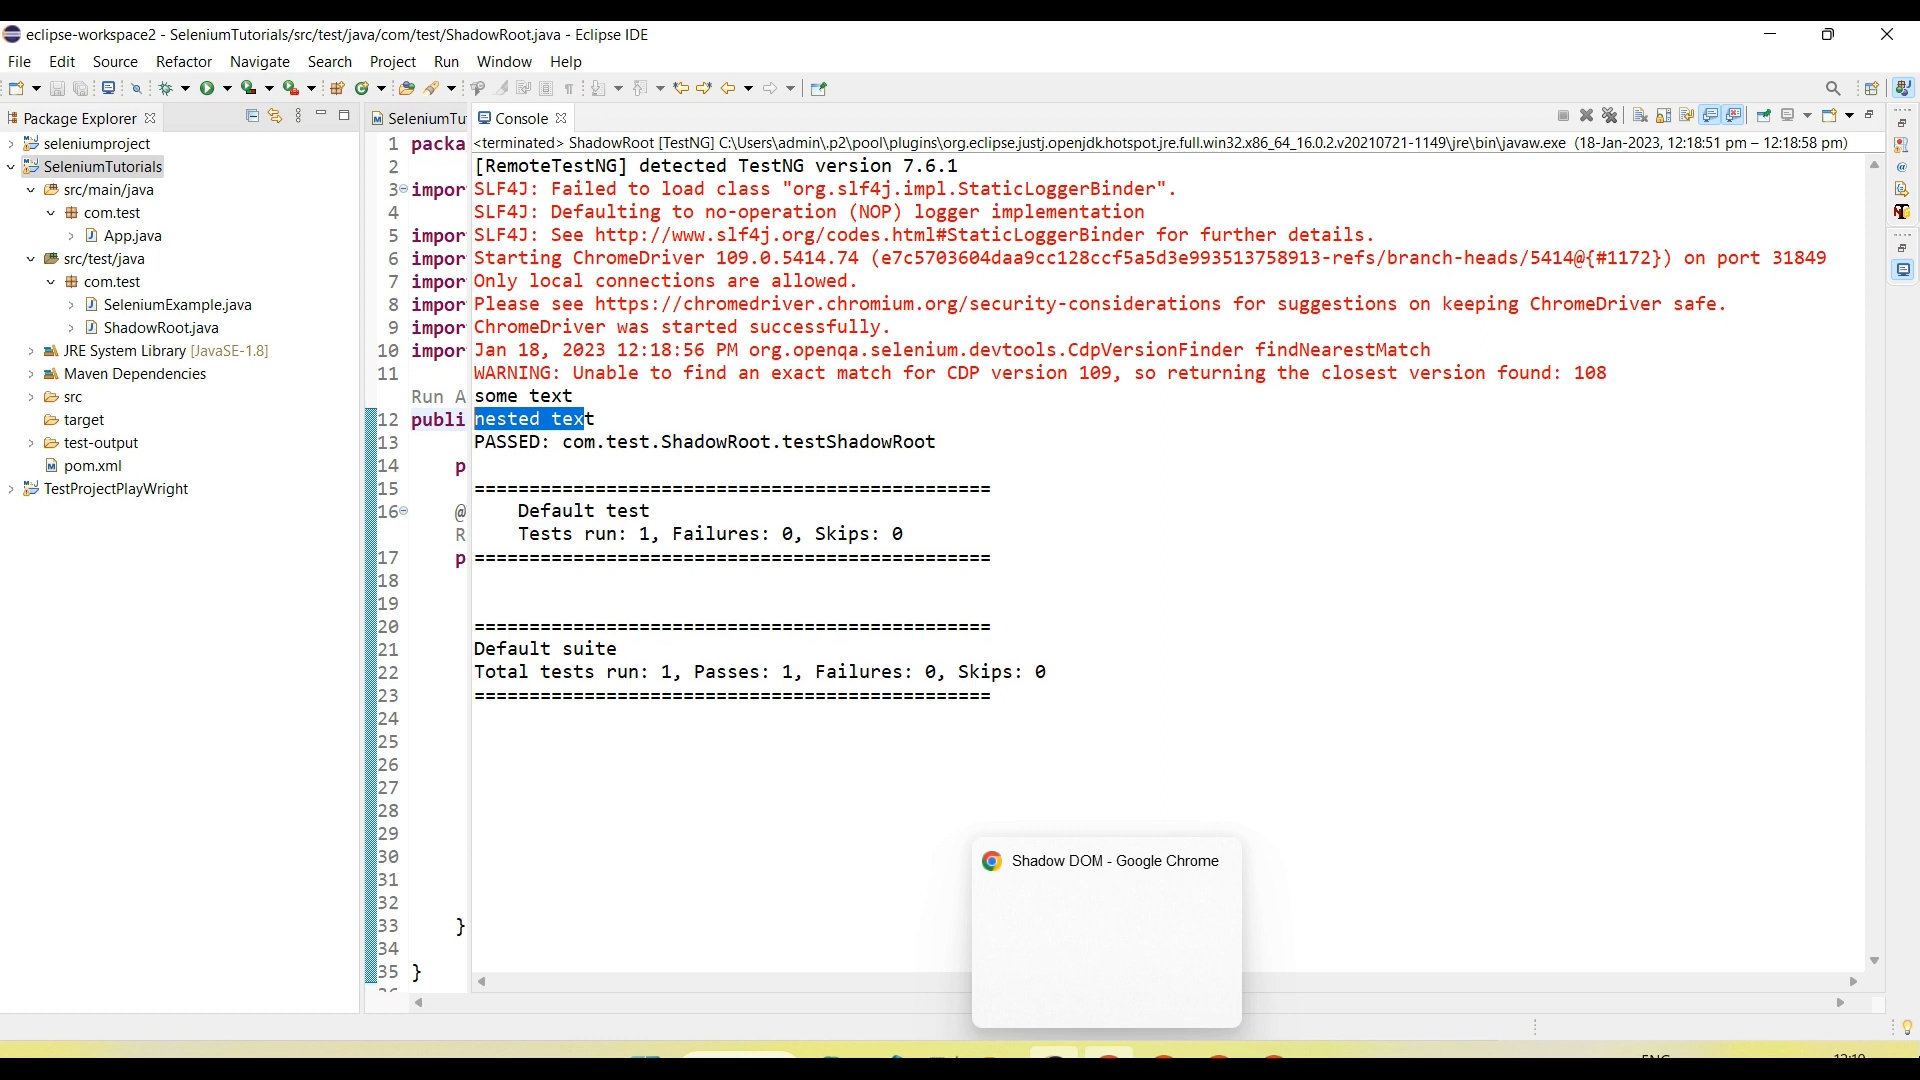 eclipse-workspace2 - SeleniumTutorials/src/test/java/com/test/ShadowRoot.java - Eclipse IDE
File Edit Source Refactor Navigate Search Project Run Window Help
Package Explorer
seleniumproject
SeleniumTutorials
src/main/java
com.test
App.java
src/test/java
com.test
SeleniumExample.java
ShadowRoot.java
JRE System Library [JavaSE-1.8]
Maven Dependencies
src
target
test-output
pom.xml
TestProjectPlayWright
SeleniumTu
1 packa
2
3 impor
4
5 impor
6 impor
7 impor
8 impor
9 impor
10 impor
11
Run A
12 publi
13
14 p
15
16 @
R
17 p
18
19
20
21
22
23
24
25
26
27
28
29
30
31
32
33 }
34
35 }
Console
<terminated> ShadowRoot [TestNG] C:\Users\admin\.p2\pool\plugins\org.eclipse.justj.openjdk.hotspot.jre.full.win32.x86_64_16.0.2.v20210721-1149\jre\bin\javaw.exe (18-Jan-2023, 12:18:51 pm – 12:18:58 pm)
[RemoteTestNG] detected TestNG version 7.6.1
SLF4J: Failed to load class "org.slf4j.impl.StaticLoggerBinder".
SLF4J: Defaulting to no-operation (NOP) logger implementation
SLF4J: See http://www.slf4j.org/codes.html#StaticLoggerBinder for further details.
Starting ChromeDriver 109.0.5414.74 (e7c5703604daa9cc128ccf5a5d3e993513758913-refs/branch-heads/5414@{#1172}) on port 31849
Only local connections are allowed.
Please see https://chromedriver.chromium.org/security-considerations for suggestions on keeping ChromeDriver safe.
ChromeDriver was started successfully.
Jan 18, 2023 12:18:56 PM org.openqa.selenium.devtools.CdpVersionFinder findNearestMatch
WARNING: Unable to find an exact match for CDP version 109, so returning the closest version found: 108
some text
nested text
PASSED: com.test.ShadowRoot.testShadowRoot
===============================================
Default test
Tests run: 1, Failures: 0, Skips: 0
===============================================
===============================================
Default suite
Total tests run: 1, Passes: 1, Failures: 0, Skips: 0
===============================================
Shadow DOM - Google Chrome